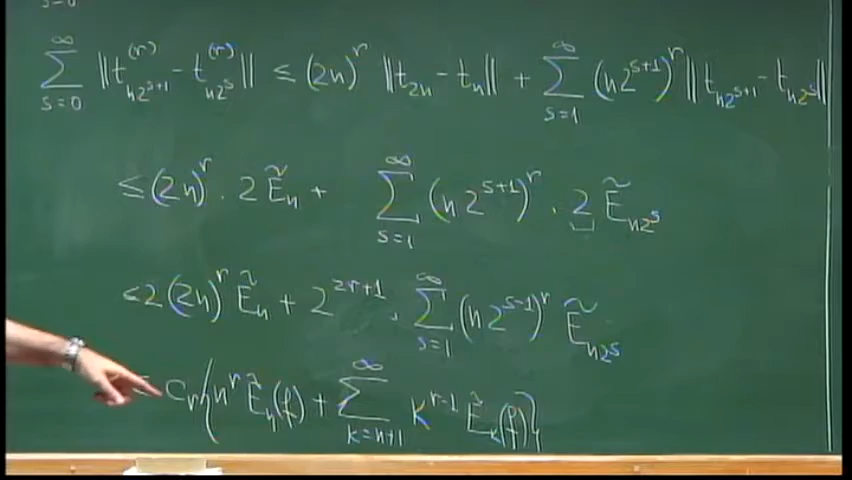 s=0
∞ ∑ s=0 ‖t^{(r)}_{n2^{s+1}} - t^{(r)}_{n2^s}‖ ≤ (2n)^r ‖t_{2n} - t_n‖ + ∞ ∑ s=1 (n2^{s+1})^r ‖t_{n2^{s+1}} - t_{n2^s}‖
≤ (2n)^r · 2 Ẽ_n + ∞ ∑ s=1 (n2^{s+1})^r · 2 Ẽ_{n2^s}
≤ 2(2n)^r Ẽ_n + 2^{2r+1} · ∞ ∑ s=1 (n2^{s-1})^r Ẽ_{n2^s}
C_r {n^r Ẽ_n(f) + ∞ ∑ k=n+1 k^{r-1} Ẽ_k(f)}